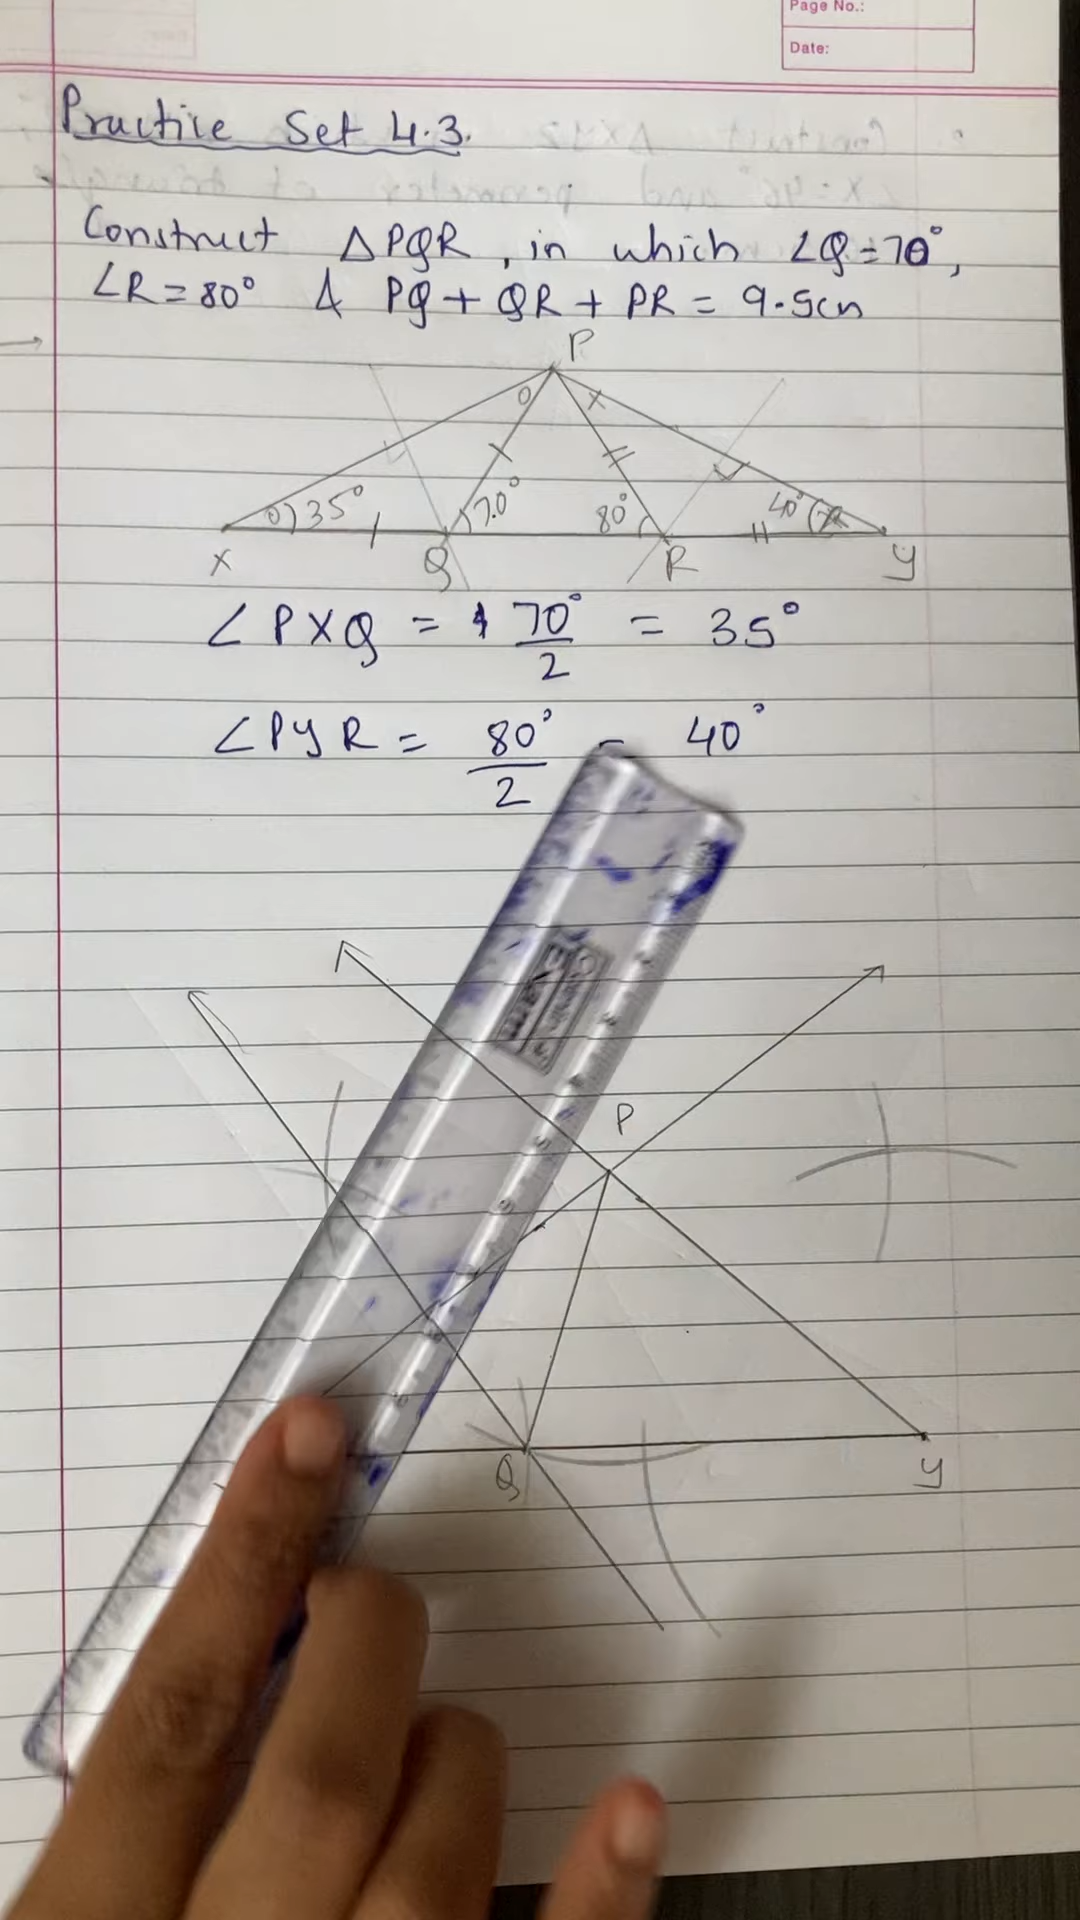 Page No.:
Date:
Practice Set 4.3.
Construct △PQR, in which ∠Q=70°,
∠R=80° & PQ+QR+PR = 9.5cm
P
o x
35° 70° 80° 40°
x Q R y
∠PXQ = 70°/2 = 35°
∠PyR = 80°/2 = 40°
P
Q y